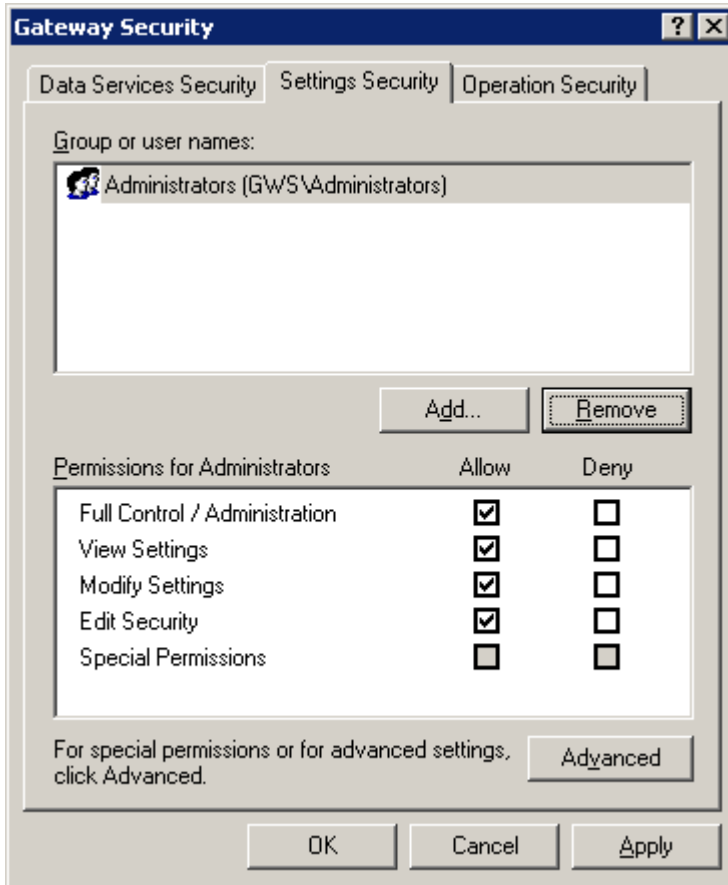 Gateway Security
Data Services Security Settings Security Operation Security
Group or user names:
Administrators (GWS\Administrators)
Add... Remove
Permissions for Administrators Allow Deny
Full Control / Administration
View Settings
Modify Settings
Edit Security
Special Permissions
For special permissions or for advanced settings,
click Advanced.
Advanced
OK Cancel Apply